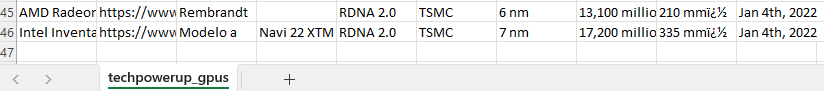 45 AMD Radeor https://www Rembrandt RDNA 2.0 TSMC 6 nm 13,100 millio 210 mmï¿½ Jan 4th, 2022
46 Intel Inventa https://www Modelo a Navi 22 XTM RDNA 2.0 TSMC 7 nm 17,200 millio 335 mmï¿½ Jan 4th, 2022
47
techpowerup_gpus